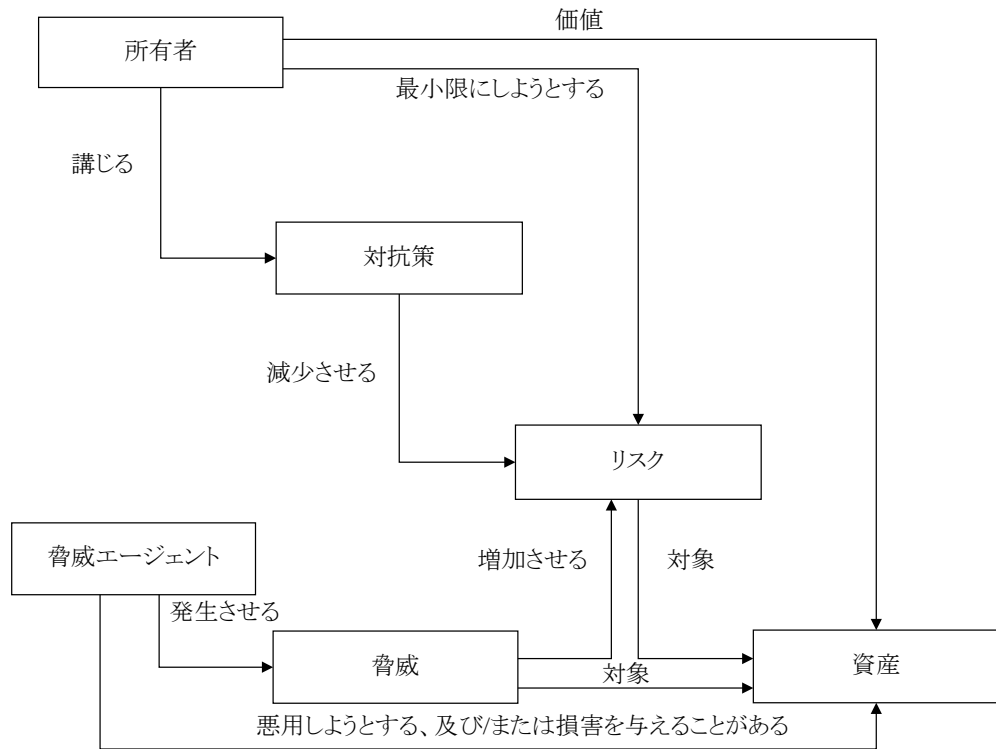 価値
所有者
最小限にしようとする
講じる
対抗策
減少させる
リスク
脅威エージェント
増加させる
対象
発生させる
脅威
対象
資産
悪用しようとする、及び/または損害を与えることがある